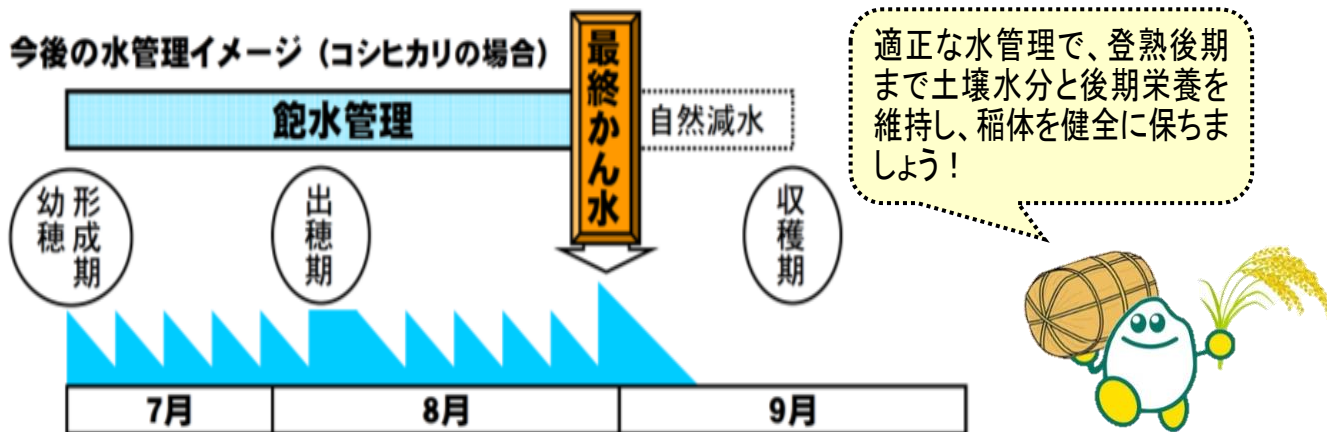 今後の水管理イメージ（コシヒカリの場合）
飽水管理
最終かん水
自然減水
適正な水管理で、登熟後期
まで土壌水分と後期栄養を
維持し、稲体を健全に保ちま
しょう！
幼穂
形成期
出穂期
収穫期
7月
8月
9月